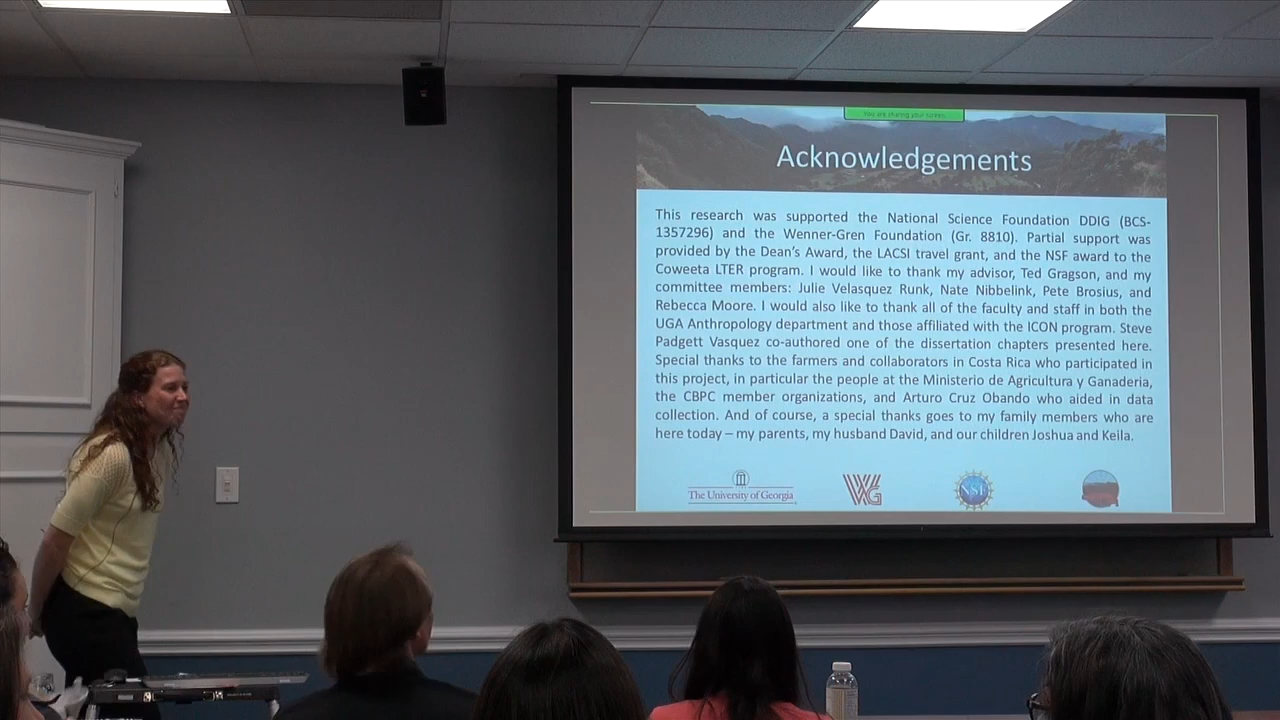 You are sharing your screen
Acknowledgements
This research was supported the National Science Foundation DDIG (BCS-
1357296) and the Wenner-Gren Foundation (Gr. 8810). Partial support was
provided by the Dean's Award, the LACSI travel grant, and the NSF award to the
Coweeta LTER program. I would like to thank my advisor, Ted Gragson, and my
committee members: Julie Velasquez Runk, Nate Nibbelink, Pete Brosius, and
Rebecca Moore. I would also like to thank all of the faculty and staff in both the
UGA Anthropology department and those affiliated with the ICON program. Steve
Padgett Vasquez co-authored one of the dissertation chapters presented here.
Special thanks to the farmers and collaborators in Costa Rica who participated in
this project, in particular the people at the Ministerio de Agricultura y Ganaderia,
the CBPC member organizations, and Arturo Cruz Obando who aided in data
collection. And of course, a special thanks goes to my family members who are
here today – my parents, my husband David, and our children Joshua and Keila.
The University of Georgia
WG
NSF